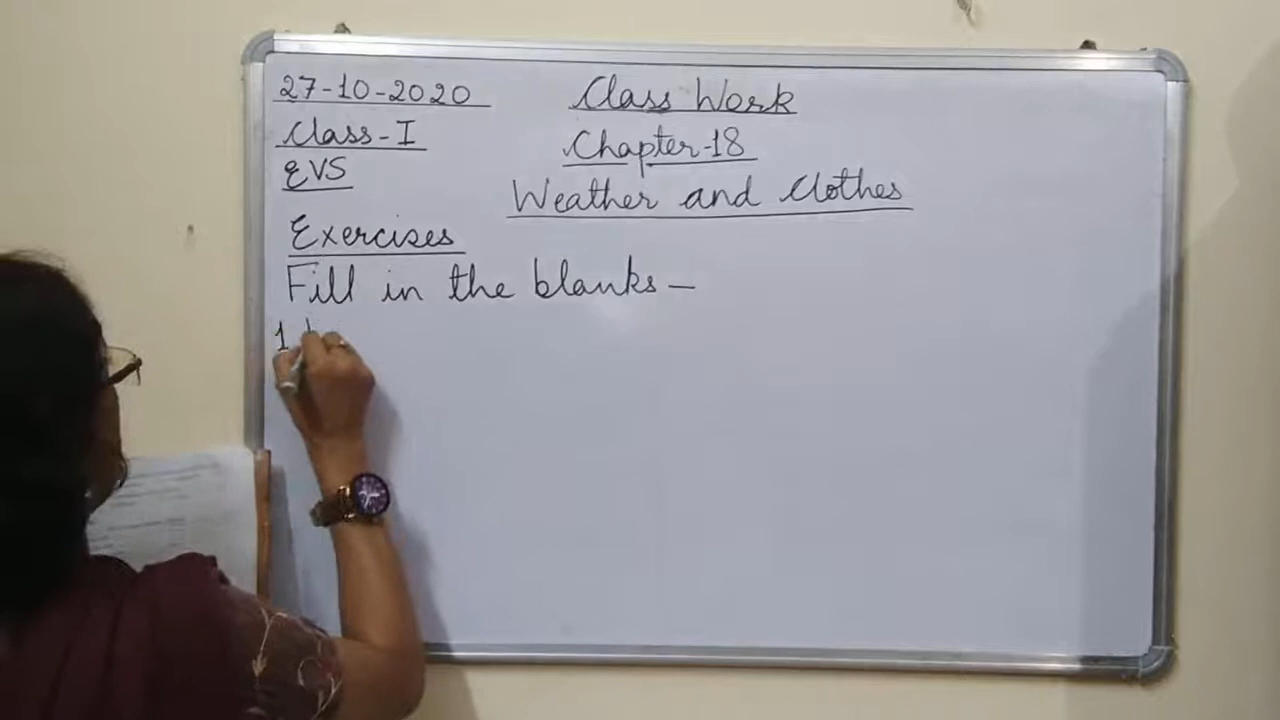 27-10-2020 Class Work
Class-I Chapter-18
EVS Weather and Clothes
Exercises
Fill in the blanks —
1